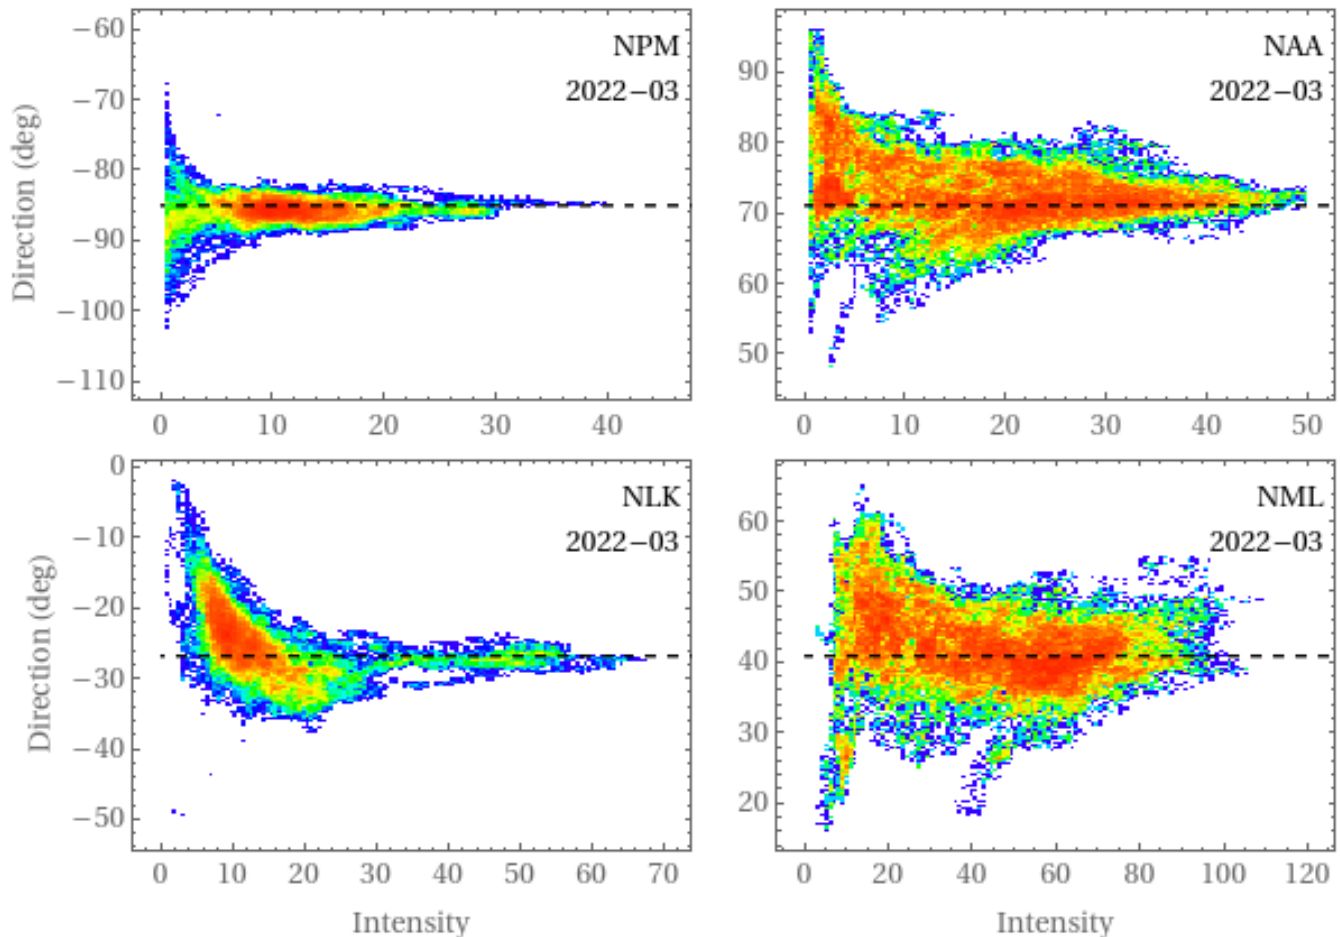 NPM
2022−03
−60
−70
−80
−90
−100
−110
0 10 20 30 40
Direction (deg)
NAA
2022−03
90
80
70
60
50
0 10 20 30 40 50
NLK
2022−03
0
−10
−20
−30
−40
−50
0 10 20 30 40 50 60 70
Direction (deg)
Intensity
NML
2022−03
60
50
40
30
20
0 20 40 60 80 100 120
Intensity